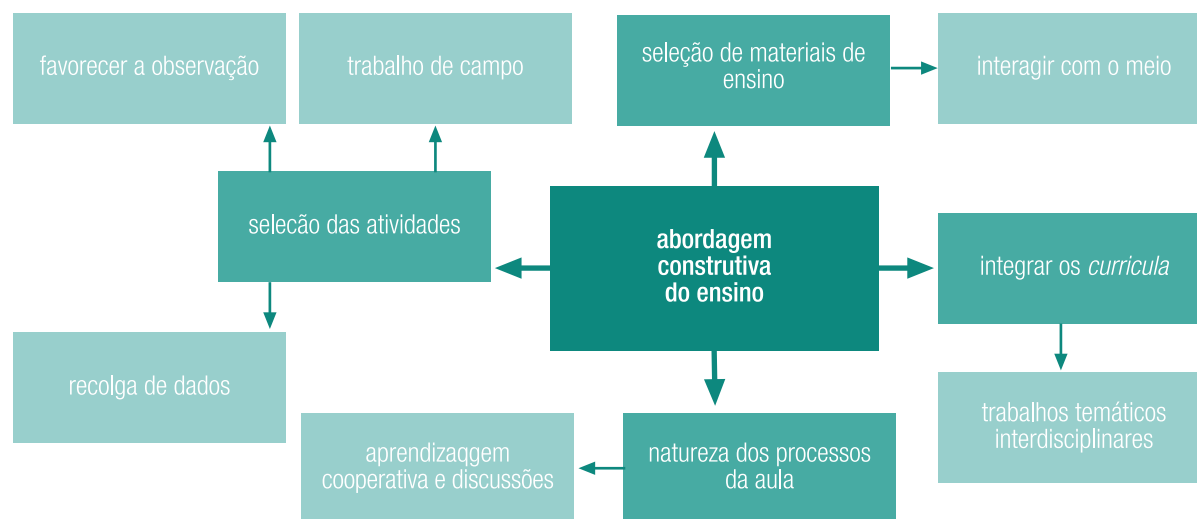 favorecer a observação
trabalho de campo
seleção de materiais de
ensino
interagir com o meio
selecão das atividades
abordagem
construtiva
do ensino
integrar os curricula
recolga de dados
aprendizaqgem
cooperativa e discussões
natureza dos processos
da aula
trabalhos temáticos
interdisciplinares